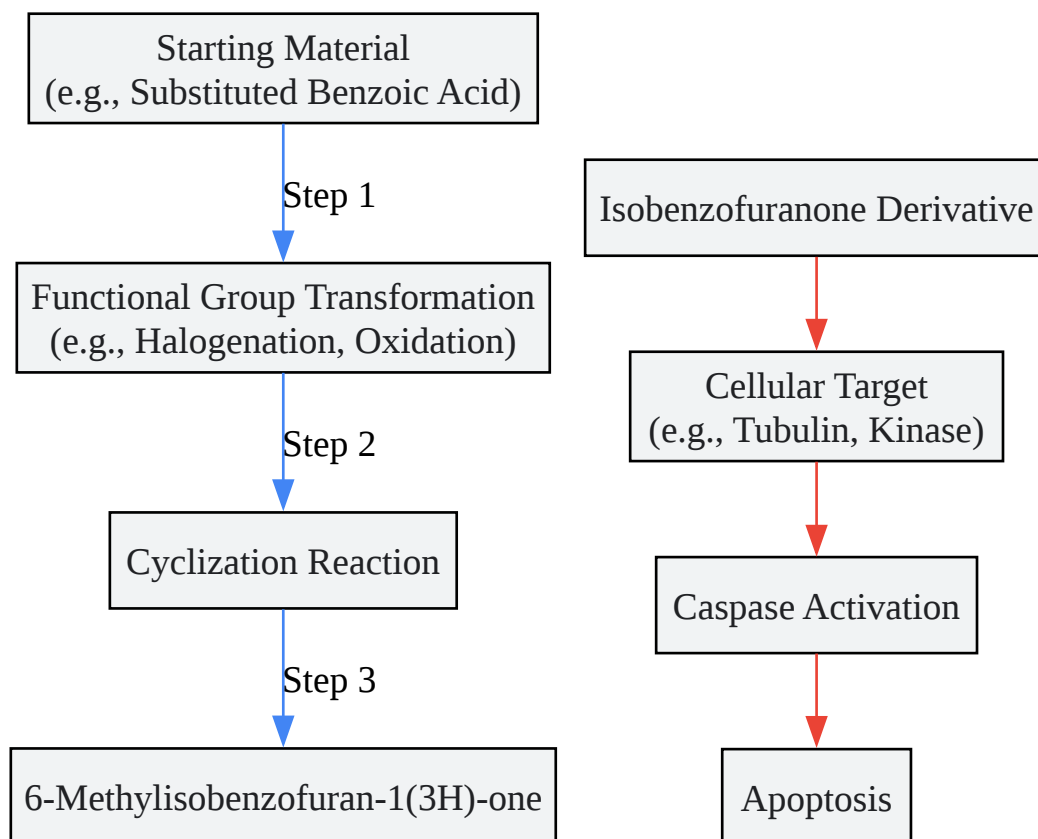 Starting Material
(e.g., Substituted Benzoic Acid)
Step 1
Functional Group Transformation
(e.g., Halogenation, Oxidation)
Step 2
Cyclization Reaction
Step 3
6-Methylisobenzofuran-1(3H)-one
Isobenzofuranone Derivative
Cellular Target
(e.g., Tubulin, Kinase)
Caspase Activation
Apoptosis